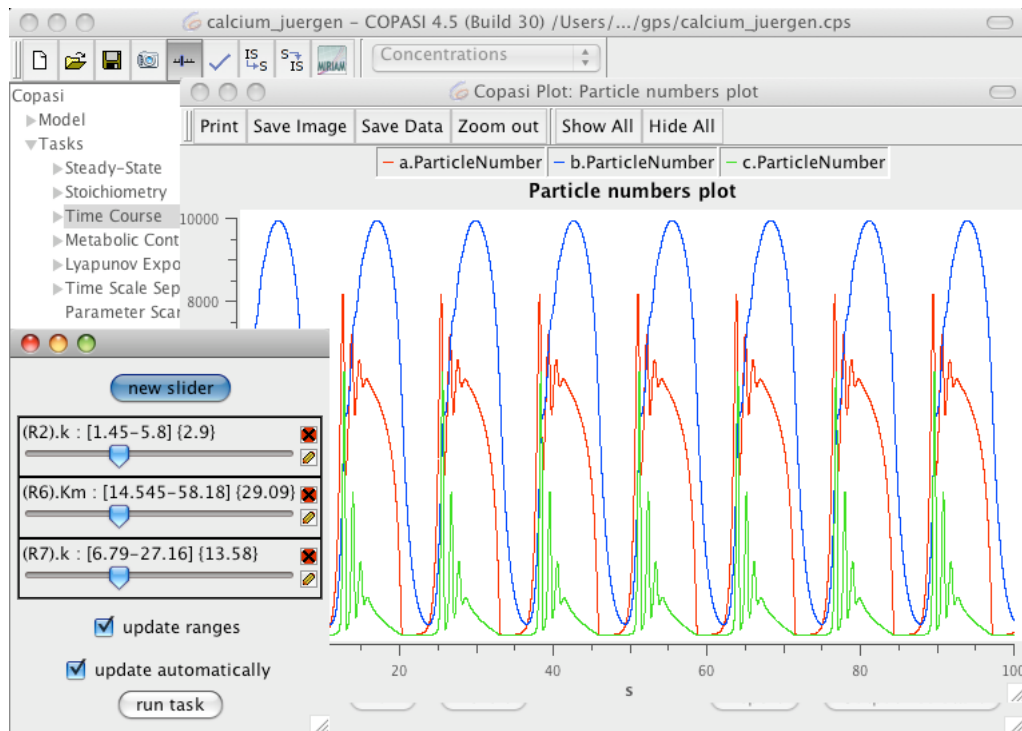 calcium_juergen – COPASI 4.5 (Build 30) /Users/.../gps/calcium_juergen.cps
IS S S IS MIRIAM Concentrations
Copasi
Model
Tasks
Steady-State
Stoichiometry
Time Course
Metabolic Cont
Lyapunov Expo
Time Scale Sep
Parameter Scar
Copasi Plot: Particle numbers plot
Print Save Image Save Data Zoom out Show All Hide All
a.ParticleNumber b.ParticleNumber c.ParticleNumber
Particle numbers plot
10000
8000
20 40 60 80 100
s
new slider
(R2).k : [1.45–5.8] {2.9}
(R6).Km : [14.545–58.18] {29.09}
(R7).k : [6.79–27.16] {13.58}
update ranges
update automatically
run task